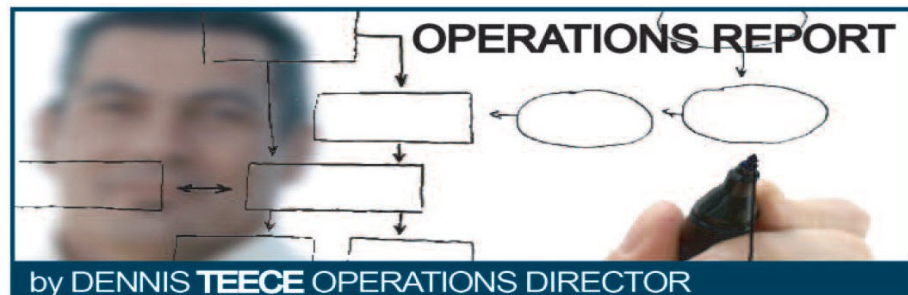 OPERATIONS REPORT
by DENNIS TEECE OPERATIONS DIRECTOR